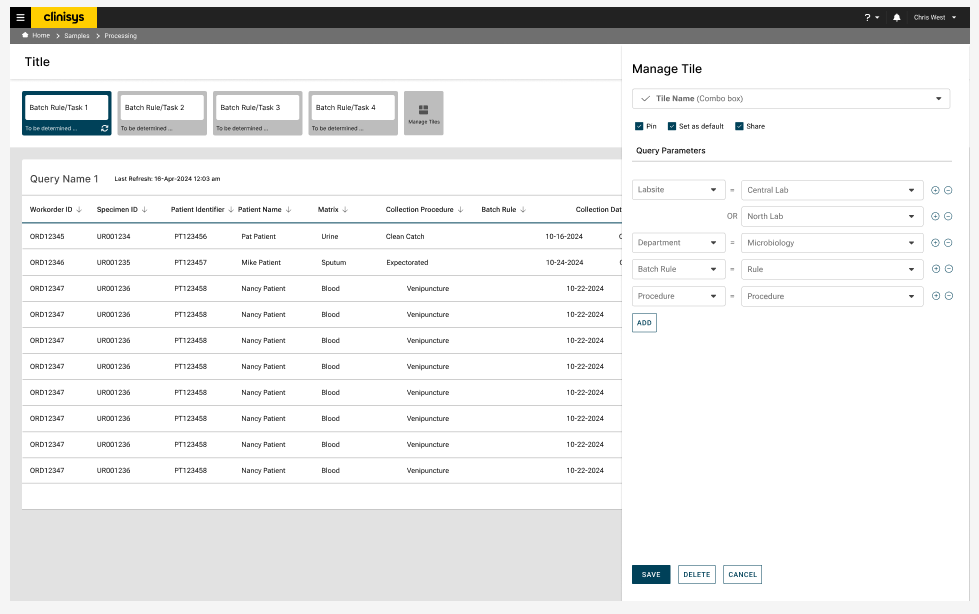 clinisys
? Chris West
Home > Samples > Processing
Title
Batch Rule/Task 1
To be determined ...
Batch Rule/Task 2
To be determined ...
Batch Rule/Task 3
To be determined ...
Batch Rule/Task 4
To be determined ...
Manage Tiles
Query Name 1 Last Refresh: 16-Apr-2024 12:03 am
Workorder ID Specimen ID Patient Identifier Patient Name Matrix Collection Procedure Batch Rule Collection Dat
ORD12345 UR001234 PT123456 Pat Patient Urine Clean Catch 10-16-2024
ORD12346 UR001235 PT123457 Mike Patient Sputum Expectorated 10-24-2024
ORD12347 UR001236 PT123458 Nancy Patient Blood Venipuncture 10-22-2024
ORD12347 UR001236 PT123458 Nancy Patient Blood Venipuncture 10-22-2024
ORD12347 UR001236 PT123458 Nancy Patient Blood Venipuncture 10-22-2024
ORD12347 UR001236 PT123458 Nancy Patient Blood Venipuncture 10-22-2024
ORD12347 UR001236 PT123458 Nancy Patient Blood Venipuncture 10-22-2024
ORD12347 UR001236 PT123458 Nancy Patient Blood Venipuncture 10-22-2024
ORD12347 UR001236 PT123458 Nancy Patient Blood Venipuncture 10-22-2024
ORD12347 UR001236 PT123458 Nancy Patient Blood Venipuncture 10-22-2024
Manage Tile
Tile Name (Combo box)
Pin Set as default Share
Query Parameters
Labsite = Central Lab
OR North Lab
Department = Microbiology
Batch Rule = Rule
Procedure = Procedure
ADD
SAVE DELETE CANCEL